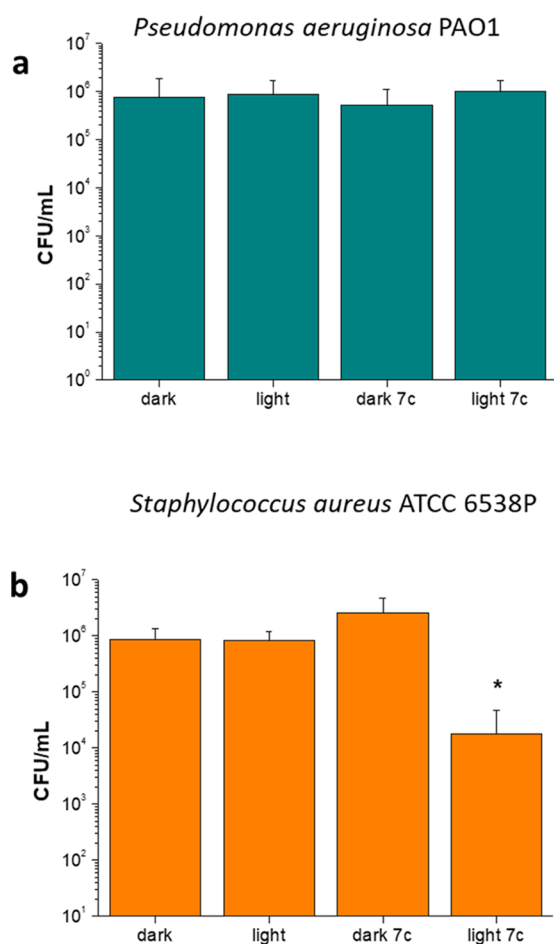 Pseudomonas aeruginosa PAO1
a
10⁷
10⁶
10⁵
10⁴
10³
10²
10¹
10⁰
CFU/mL
dark light dark 7c light 7c
Staphylococcus aureus ATCC 6538P
b
10⁷
10⁶
10⁵
10⁴
10³
10²
10¹
CFU/mL
*
dark light dark 7c light 7c